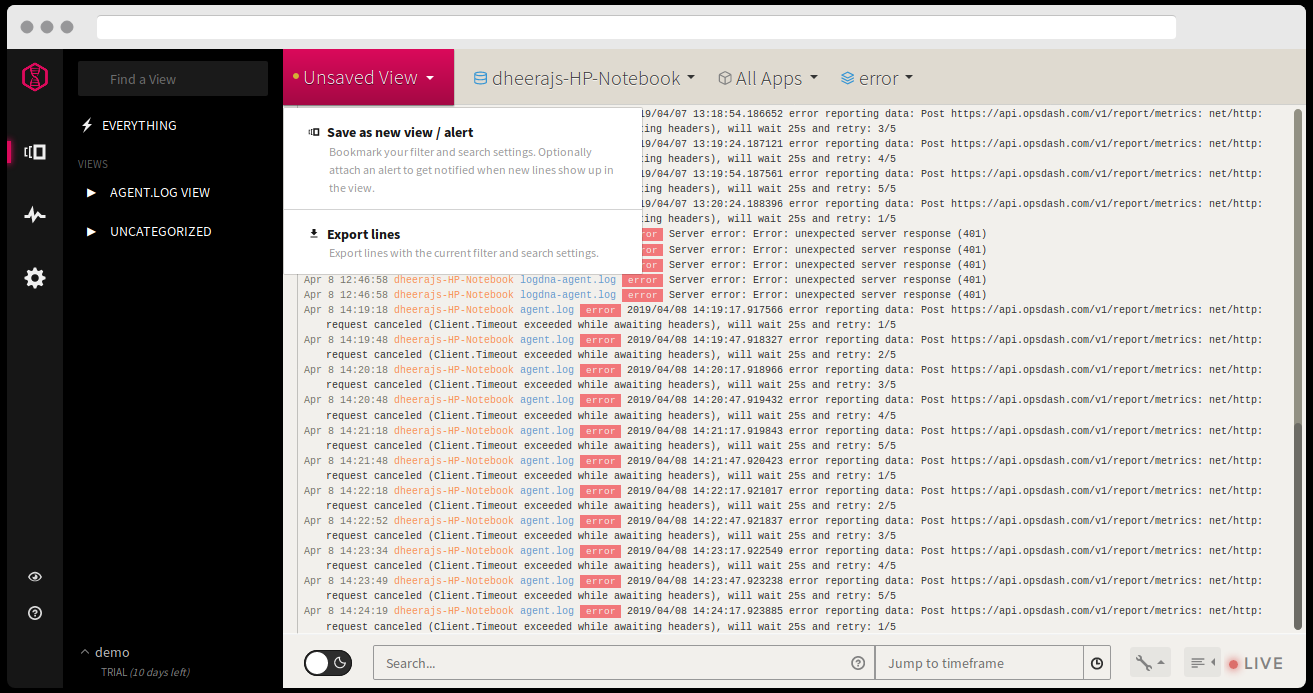 Find a View
EVERYTHING
VIEWS
AGENT.LOG VIEW
UNCATEGORIZED
demo
TRIAL (10 days left)
Unsaved View
dheerajs-HP-Notebook
All Apps
error
Save as new view / alert
Bookmark your filter and search settings. Optionally
attach an alert to get notified when new lines show up in
the view.
Export lines
Export lines with the current filter and search settings.
19/04/07 13:18:54.186652 error reporting data: Post https://api.opsdash.com/v1/report/metrics: net/http:
ting headers), will wait 25s and retry: 3/5
19/04/07 13:19:24.187121 error reporting data: Post https://api.opsdash.com/v1/report/metrics: net/http:
ting headers), will wait 25s and retry: 4/5
19/04/07 13:19:54.187561 error reporting data: Post https://api.opsdash.com/v1/report/metrics: net/http:
ting headers), will wait 25s and retry: 5/5
19/04/07 13:20:24.188396 error reporting data: Post https://api.opsdash.com/v1/report/metrics: net/http:
ting headers), will wait 25s and retry: 1/5
ror Server error: Error: unexpected server response (401)
ror Server error: Error: unexpected server response (401)
ror Server error: Error: unexpected server response (401)
Apr 8 12:46:58 dheerajs-HP-Notebook logdna-agent.log error Server error: Error: unexpected server response (401)
Apr 8 12:46:58 dheerajs-HP-Notebook logdna-agent.log error Server error: Error: unexpected server response (401)
Apr 8 14:19:18 dheerajs-HP-Notebook agent.log error 2019/04/08 14:19:17.917566 error reporting data: Post https://api.opsdash.com/v1/report/metrics: net/http:
request canceled (Client.Timeout exceeded while awaiting headers), will wait 25s and retry: 1/5
Apr 8 14:19:48 dheerajs-HP-Notebook agent.log error 2019/04/08 14:19:47.918327 error reporting data: Post https://api.opsdash.com/v1/report/metrics: net/http:
request canceled (Client.Timeout exceeded while awaiting headers), will wait 25s and retry: 2/5
Apr 8 14:20:18 dheerajs-HP-Notebook agent.log error 2019/04/08 14:20:17.918966 error reporting data: Post https://api.opsdash.com/v1/report/metrics: net/http:
request canceled (Client.Timeout exceeded while awaiting headers), will wait 25s and retry: 3/5
Apr 8 14:20:48 dheerajs-HP-Notebook agent.log error 2019/04/08 14:20:47.919432 error reporting data: Post https://api.opsdash.com/v1/report/metrics: net/http:
request canceled (Client.Timeout exceeded while awaiting headers), will wait 25s and retry: 4/5
Apr 8 14:21:18 dheerajs-HP-Notebook agent.log error 2019/04/08 14:21:17.919843 error reporting data: Post https://api.opsdash.com/v1/report/metrics: net/http:
request canceled (Client.Timeout exceeded while awaiting headers), will wait 25s and retry: 5/5
Apr 8 14:21:48 dheerajs-HP-Notebook agent.log error 2019/04/08 14:21:47.920423 error reporting data: Post https://api.opsdash.com/v1/report/metrics: net/http:
request canceled (Client.Timeout exceeded while awaiting headers), will wait 25s and retry: 1/5
Apr 8 14:22:18 dheerajs-HP-Notebook agent.log error 2019/04/08 14:22:17.921017 error reporting data: Post https://api.opsdash.com/v1/report/metrics: net/http:
request canceled (Client.Timeout exceeded while awaiting headers), will wait 25s and retry: 2/5
Apr 8 14:22:52 dheerajs-HP-Notebook agent.log error 2019/04/08 14:22:47.921837 error reporting data: Post https://api.opsdash.com/v1/report/metrics: net/http:
request canceled (Client.Timeout exceeded while awaiting headers), will wait 25s and retry: 3/5
Apr 8 14:23:34 dheerajs-HP-Notebook agent.log error 2019/04/08 14:23:17.922549 error reporting data: Post https://api.opsdash.com/v1/report/metrics: net/http:
request canceled (Client.Timeout exceeded while awaiting headers), will wait 25s and retry: 4/5
Apr 8 14:23:49 dheerajs-HP-Notebook agent.log error 2019/04/08 14:23:47.923238 error reporting data: Post https://api.opsdash.com/v1/report/metrics: net/http:
request canceled (Client.Timeout exceeded while awaiting headers), will wait 25s and retry: 5/5
Apr 8 14:24:19 dheerajs-HP-Notebook agent.log error 2019/04/08 14:24:17.923885 error reporting data: Post https://api.opsdash.com/v1/report/metrics: net/http:
request canceled (Client.Timeout exceeded while awaiting headers), will wait 25s and retry: 1/5
Search...
Jump to timeframe
LIVE